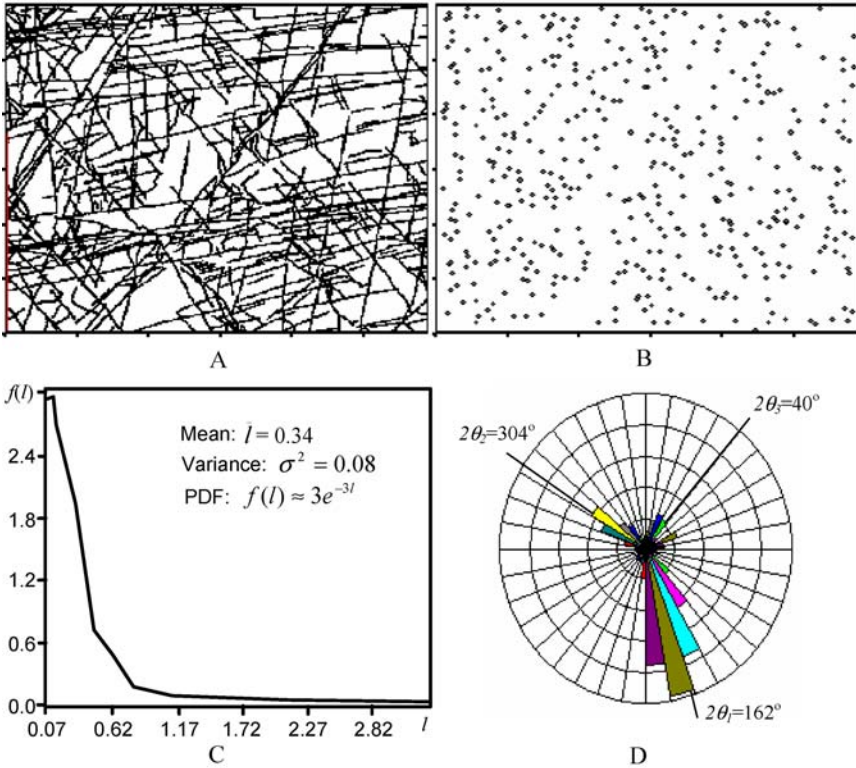 A
B
f(l)
2.4
1.8
1.2
0.6
0.0
0.07 0.62 1.17 1.72 2.27 2.82 l
Mean: l̄ = 0.34
Variance: σ² = 0.08
PDF: f(l) ≈ 3e⁻³ˡ
C
2θ₃=40°
2θ₂=304°
2θ₁=162°
D